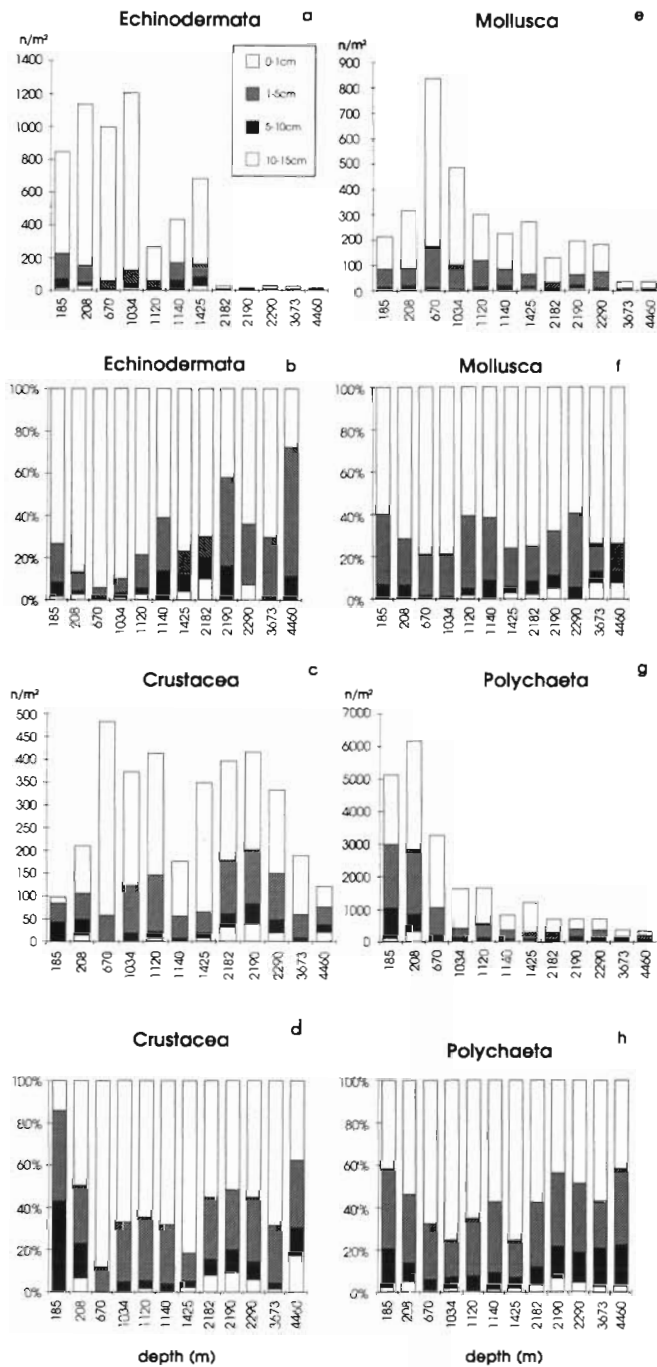 Echinodermata a
n/m²
1400
1200
1000
800
600
400
200
0
0-1cm
1-5cm
5-10cm
10-15cm
185 208 670 1034 1120 1140 1425 2182 2190 2290 3673 4460
Mollusca e
n/m²
900
800
700
600
500
400
300
200
100
0
185 208 670 1034 1120 1140 1425 2182 2190 2290 3673 4460
Echinodermata b
100%
80%
60%
40%
20%
0%
185 208 670 1034 1120 1140 1425 2182 2190 2290 3673 4460
Mollusca f
100%
80%
60%
40%
20%
0%
185 208 670 1034 1120 1140 1425 2182 2190 2290 3673 4460
Crustacea c
n/m²
500
450
400
350
300
250
200
150
100
50
0
185 208 670 1034 1120 1140 1425 2182 2190 2290 3673 4460
Polychaeta g
n/m²
7000
6000
5000
4000
3000
2000
1000
0
185 208 670 1034 1120 1140 1425 2182 2190 2290 3673 4460
Crustacea d
100%
80%
60%
40%
20%
0%
185 208 670 1034 1120 1140 1425 2182 2190 2290 3673 4460
depth (m)
Polychaeta h
100%
80%
60%
40%
20%
0%
185 208 670 1034 1120 1140 1425 2182 2190 2290 3673 4460
depth (m)